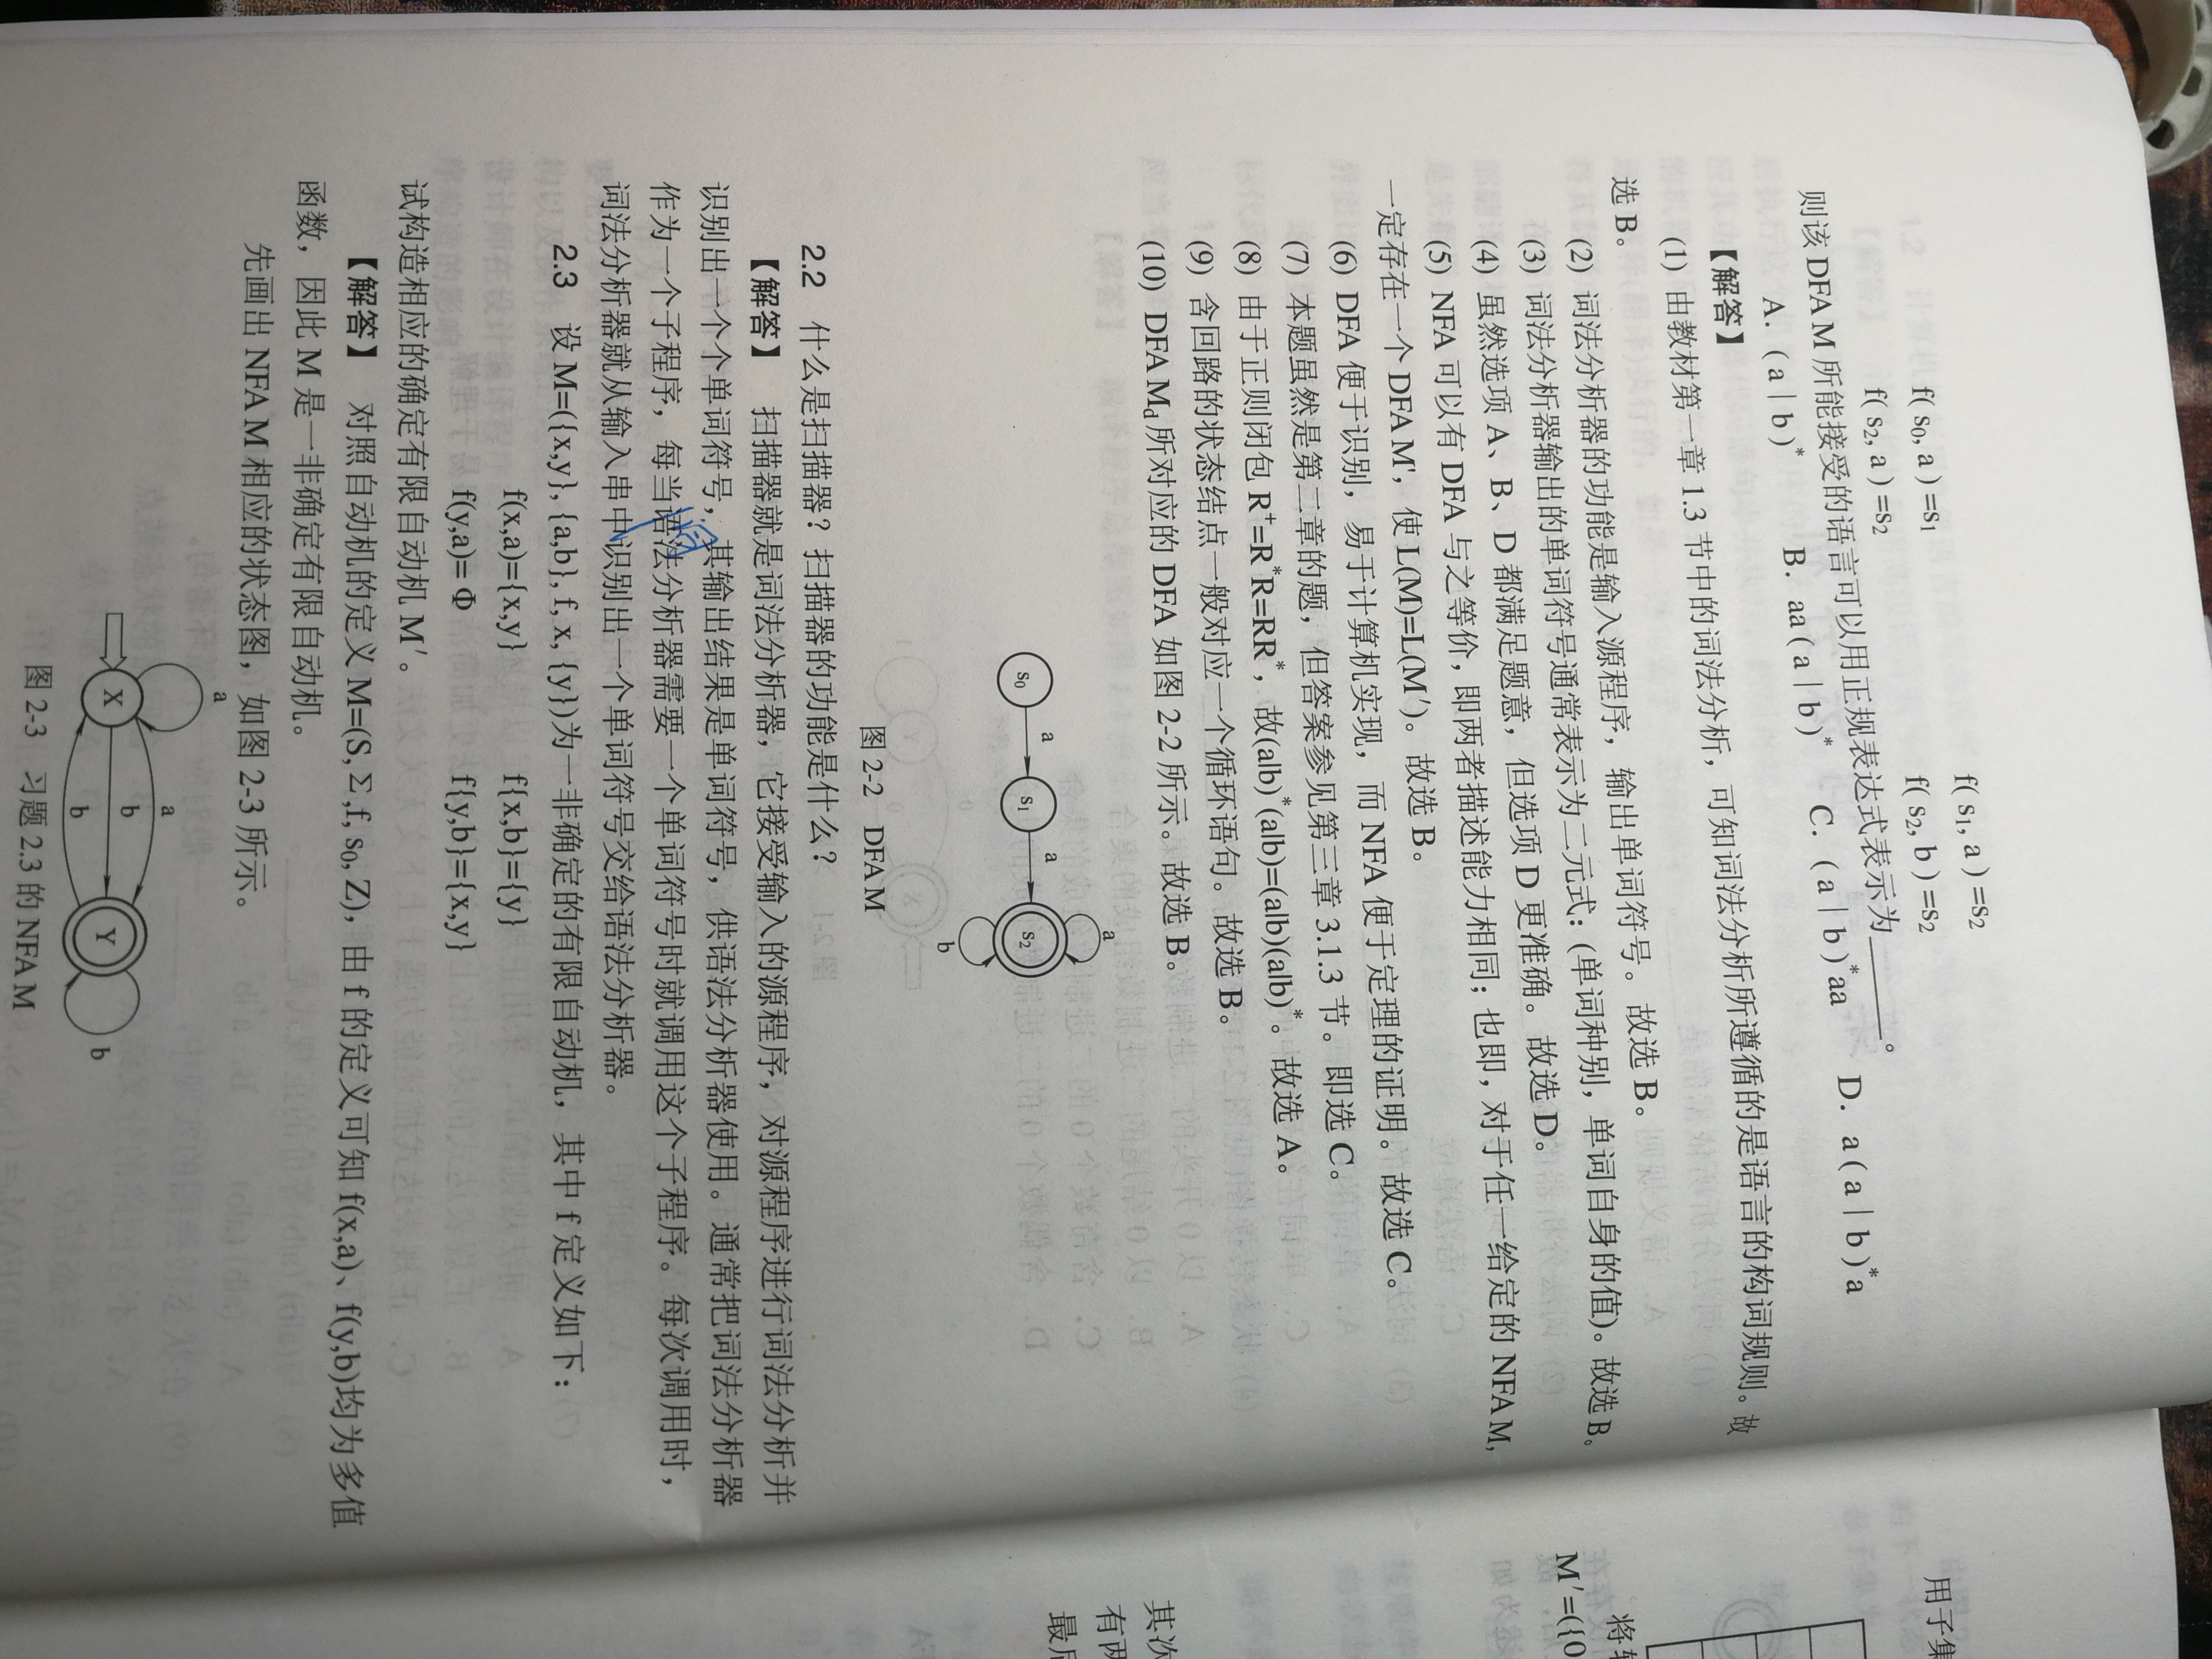 f( s₀, a ) =s₁ f( s₁, a ) =s₂
f( s₂, a ) =s₂ f( s₂, b ) =s₂
则该 DFA M 所能接受的语言可以用正规表达式表示为______。
A. ( a | b )* B. aa ( a | b )* C. ( a | b )*aa D. a ( a | b )*a
【解答】
(1) 由教材第一章 1.3 节中的词法分析，可知词法分析所遵循的是语言的构词规则。故
选 B。
(2) 词法分析器的功能是输入源程序，输出单词符号。故选 B。
(3) 词法分析器输出的单词符号通常表示为二元式：(单词种别，单词自身的值)。故选 B。
(4) 虽然选项 A、B、D 都满足题意，但选项 D 更准确。故选 D。
(5) NFA 可以有 DFA 与之等价，即两者描述能力相同；也即，对于任一给定的 NFA M，
一定存在一个 DFA M′，使 L(M)=L(M′)。故选 B。
(6) DFA 便于识别，易于计算机实现，而 NFA 便于定理的证明。故选 C。
(7) 本题虽然是第二章的题，但答案参见第三章 3.1.3 节。即选 C。
(8) 由于正则闭包 R⁺=R*R=RR*，故(a|b)*(a|b)=(a|b)(a|b)*。故选 A。
(9) 含回路的状态结点一般对应一个循环语句。故选 B。
(10) DFA M_d 所对应的 DFA 如图 2-2 所示。故选 B。
s₀ a s₁ a s₂ a b
图 2-2 DFA M
2.2 什么是扫描器？扫描器的功能是什么？
【解答】 扫描器就是词法分析器，它接受输入的源程序，对源程序进行词法分析并
识别出一个个单词符号，其输出结果是单词符号，供语法分析器使用。通常把词法分析器
作为一个子程序，每当语法分析器需要一个单词符号时就调用这个子程序。每次调用时，
词法分析器就从输入串中识别出一个单词符号交给语法分析器。
2.3 设 M=({x,y}, {a,b}, f, x, {y})为一非确定的有限自动机，其中 f 定义如下：
f(x,a)={x,y} f{x,b}={y}
f(y,a)= Φ f{y,b}={x,y}
试构造相应的确定有限自动机 M′。
【解答】 对照自动机的定义 M=(S, Σ, f, s₀, Z)，由 f 的定义可知 f(x,a)、f(y,b)均为多值
函数，因此 M 是一非确定有限自动机。
先画出 NFA M 相应的状态图，如图 2-3 所示。
a X a b b Y b
图 2-3 习题 2.3 的 NFA M
用子集
M′=({0
其次
有两
最后